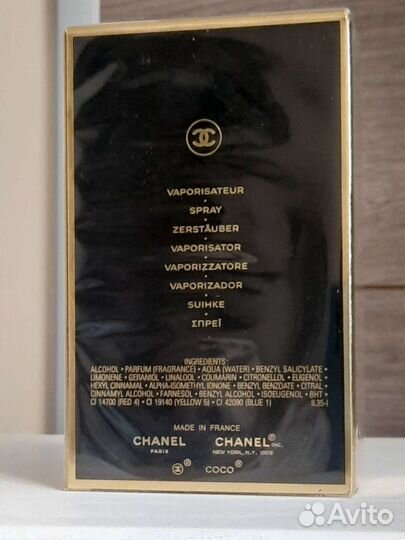 VAPORISATEUR
SPRAY
ZERSTÄUBER
VAPORISATOR
VAPORIZZATORE
VAPORIZADOR
SUIHKE
ΣΠΡΕΪ
INGREDIENTS:
ALCOHOL • PARFUM (FRAGRANCE) • AQUA (WATER) • BENZYL SALICYLATE •
LIMONENE • GERANIOL • LINALOOL • COUMARIN • CITRONELLOL • EUGENOL •
HEXYL CINNAMAL • ALPHA-ISOMETHYL IONONE • BENZYL BENZOATE • CITRAL •
CINNAMYL ALCOHOL • FARNESOL • BENZYL ALCOHOL • ISOEUGENOL • BHT •
CI 14700 (RED 4) • CI 19140 (YELLOW 5) • CI 42090 (BLUE 1) IL35-I
MADE IN FRANCE
CHANEL CHANEL® INC.
PARIS NEW YORK, N.Y. 10019
® COCO®
Avito